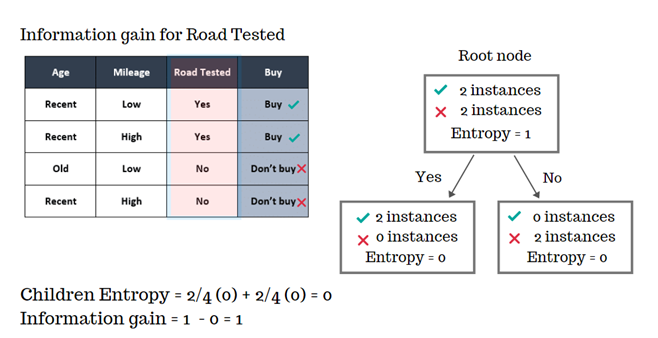 Information gain for Road Tested
Age Mileage Road Tested Buy
Recent Low Yes Buy ✓
Recent High Yes Buy ✓
Old Low No Don't buy ✗
Recent High No Don't buy ✗
Root node
✓ 2 instances
✗ 2 instances
Entropy = 1
Yes No
✓ 2 instances
✗ 0 instances
Entropy = 0
✓ 0 instances
✗ 2 instances
Entropy = 0
Children Entropy = 2/4 (0) + 2/4 (0) = 0
Information gain = 1 - 0 = 1